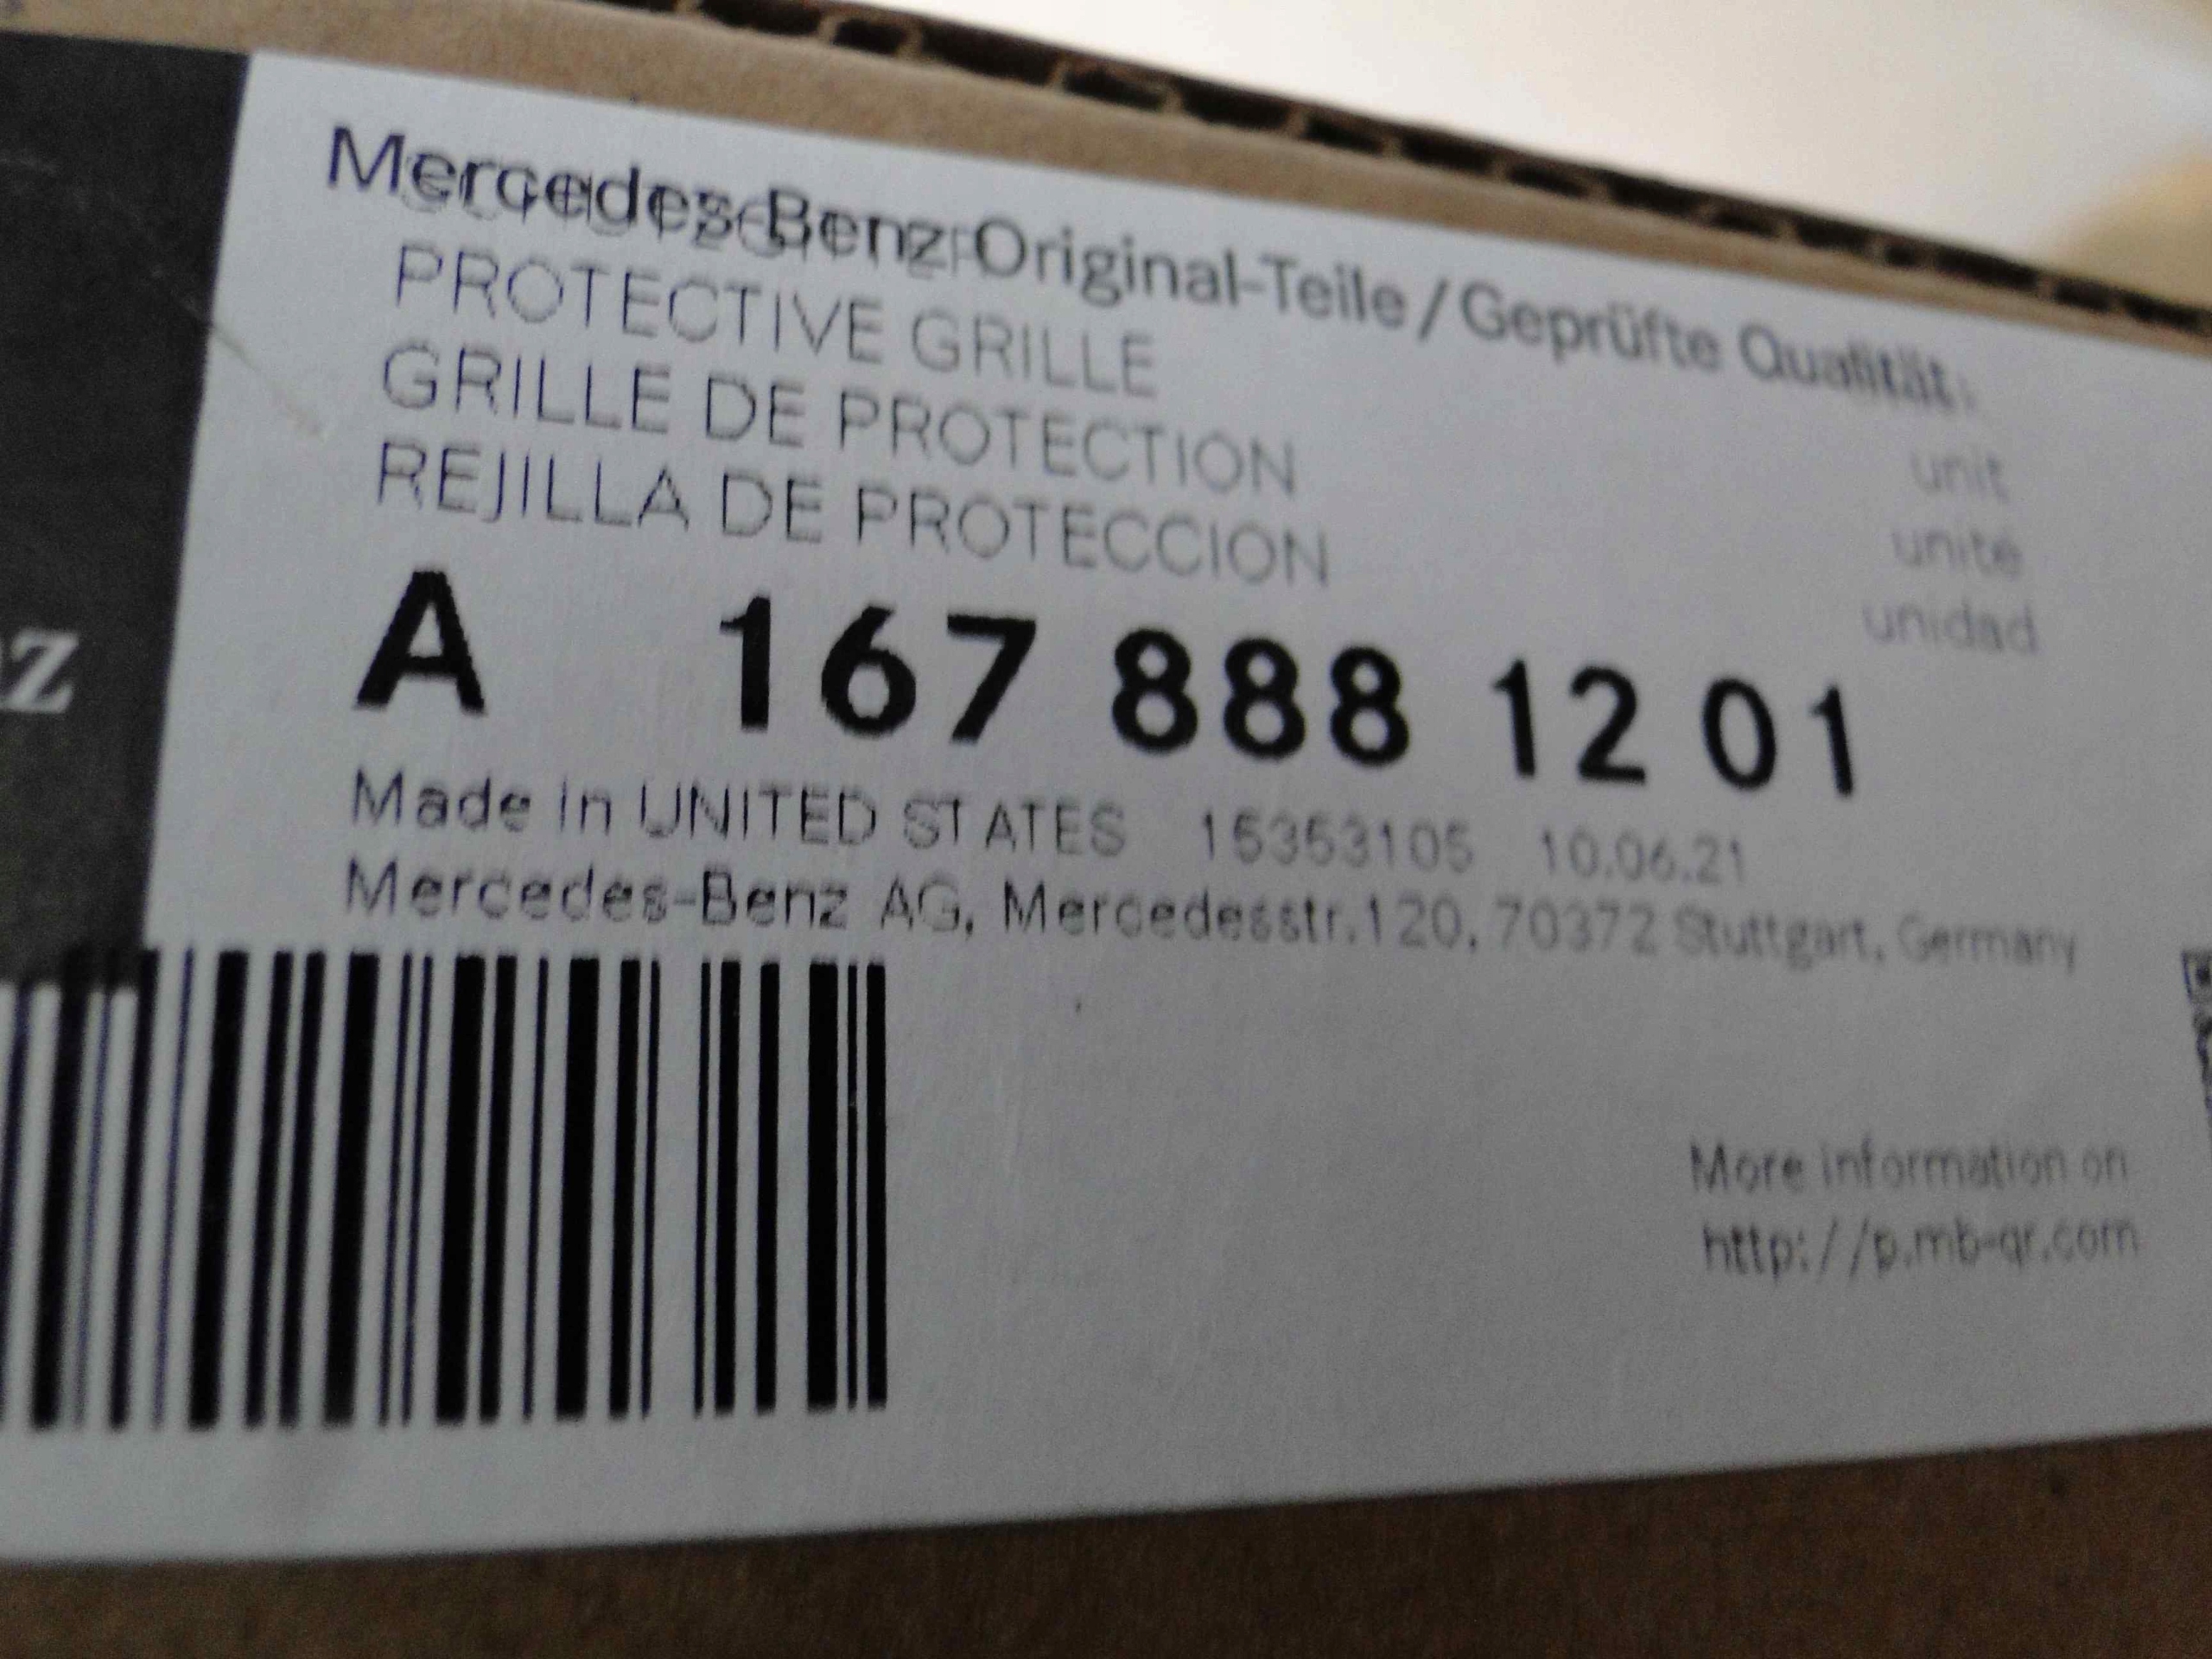 Mercedes-Benz Original-Teile / Geprüfte Qualität
PROTECTIVE GRILLE
GRILLE DE PROTECTION
REJILLA DE PROTECCION
unit
unité
unidad
A 167 888 12 01
Made in UNITED STATES 15353105 10.06.21
Mercedes-Benz AG, Mercedesstr.120, 70372 Stuttgart, Germany
More information on
http://p.mb-qr.com